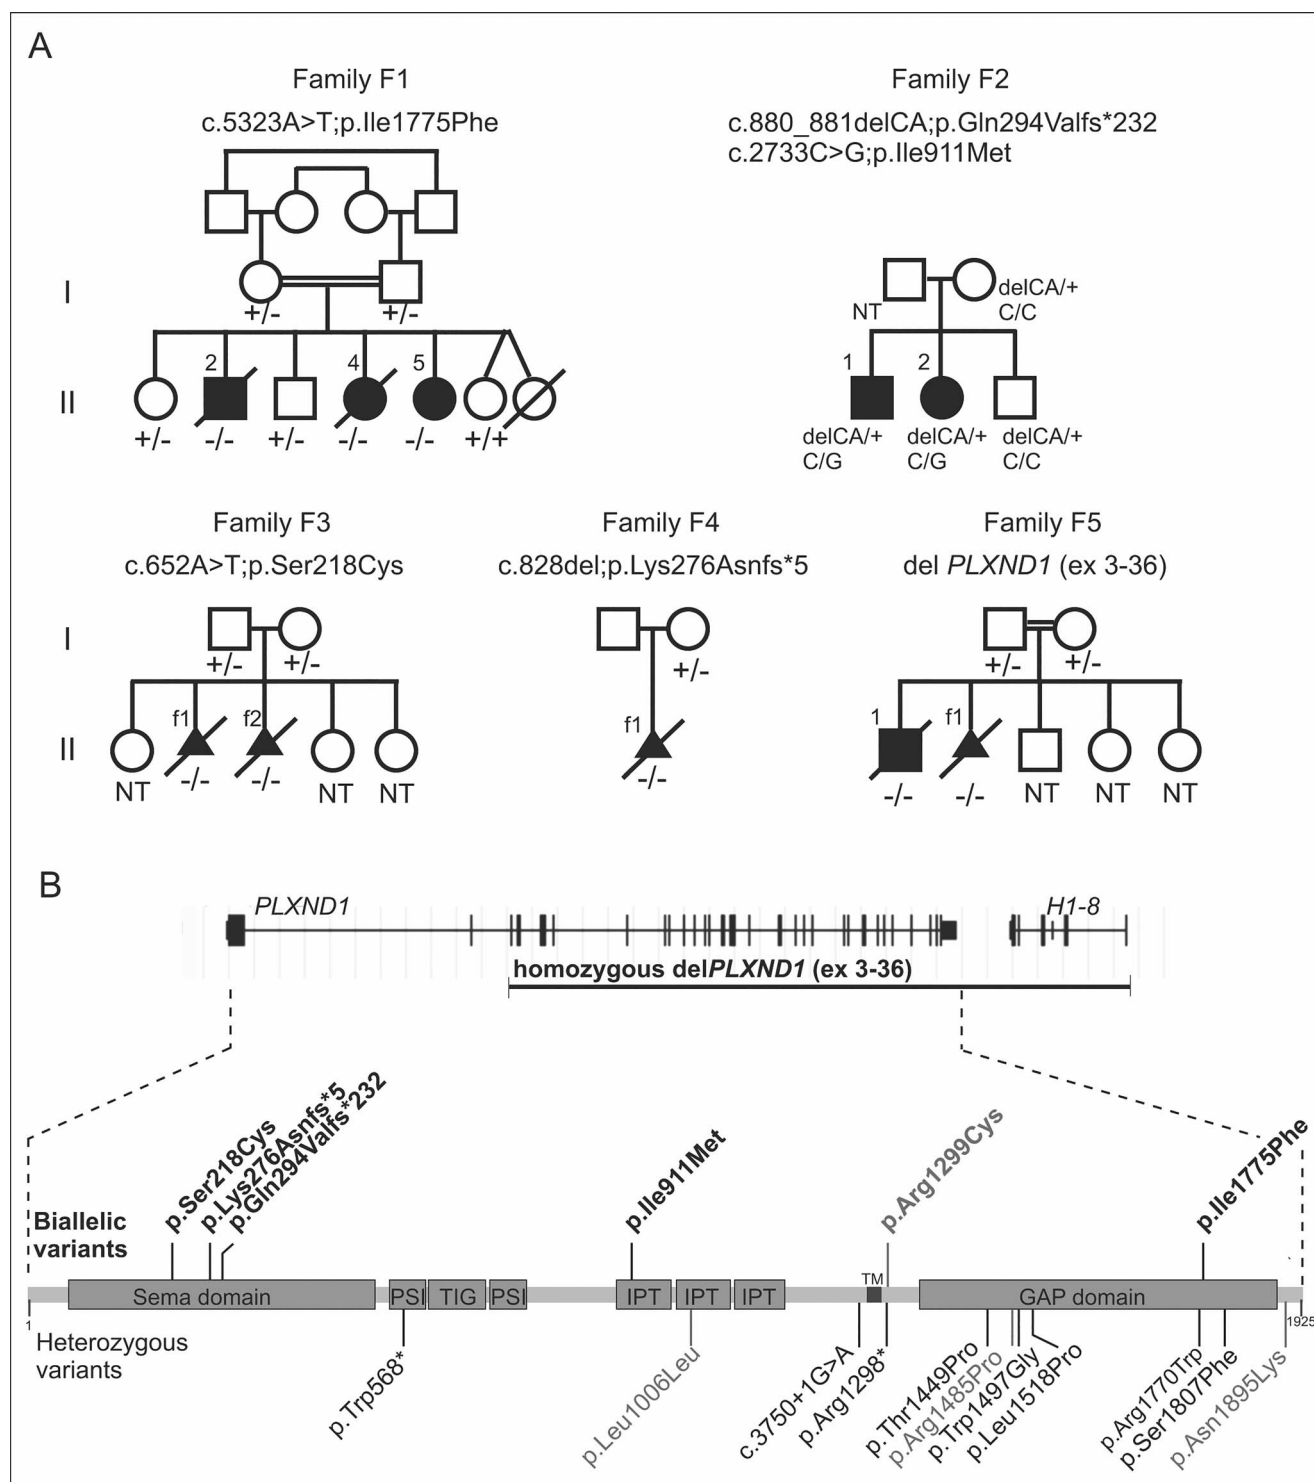 A
Family F1
c.5323A>T;p.Ile1775Phe
Family F2
c.880_881delCA;p.Gln294Valfs*232
c.2733C>G;p.Ile911Met
I
+/-
+/-
NT
delCA/+
C/C
II
2
4
5
+/-
-/-
+/-
-/-
-/-
+/+
1
2
delCA/+
C/G
delCA/+
C/G
delCA/+
C/C
Family F3
c.652A>T;p.Ser218Cys
Family F4
c.828del;p.Lys276Asnfs*5
Family F5
del PLXND1 (ex 3-36)
I
+/-
+/-
+/-
+/-
+/-
II
f1
f2
NT
-/-
-/-
NT
NT
f1
-/-
1
f1
-/-
-/-
NT
NT
NT
B
PLXND1
H1-8
homozygous delPLXND1 (ex 3-36)
Biallelic
variants
p.Ser218Cys
p.Lys276Asnfs*5
p.Gln294Valfs*232
p.Ile911Met
p.Arg1299Cys
p.Ile1775Phe
Sema domain
PSI
TIG
PSI
IPT
IPT
IPT
TM
GAP domain
1
1925
Heterozygous
variants
p.Trp568*
p.Leu1006Leu
c.3750+1G>A
p.Arg1298*
p.Thr1449Pro
p.Arg1485Pro
p.Trp1497Gly
p.Leu1518Pro
p.Arg1770Trp
p.Ser1807Phe
p.Asn1895Lys